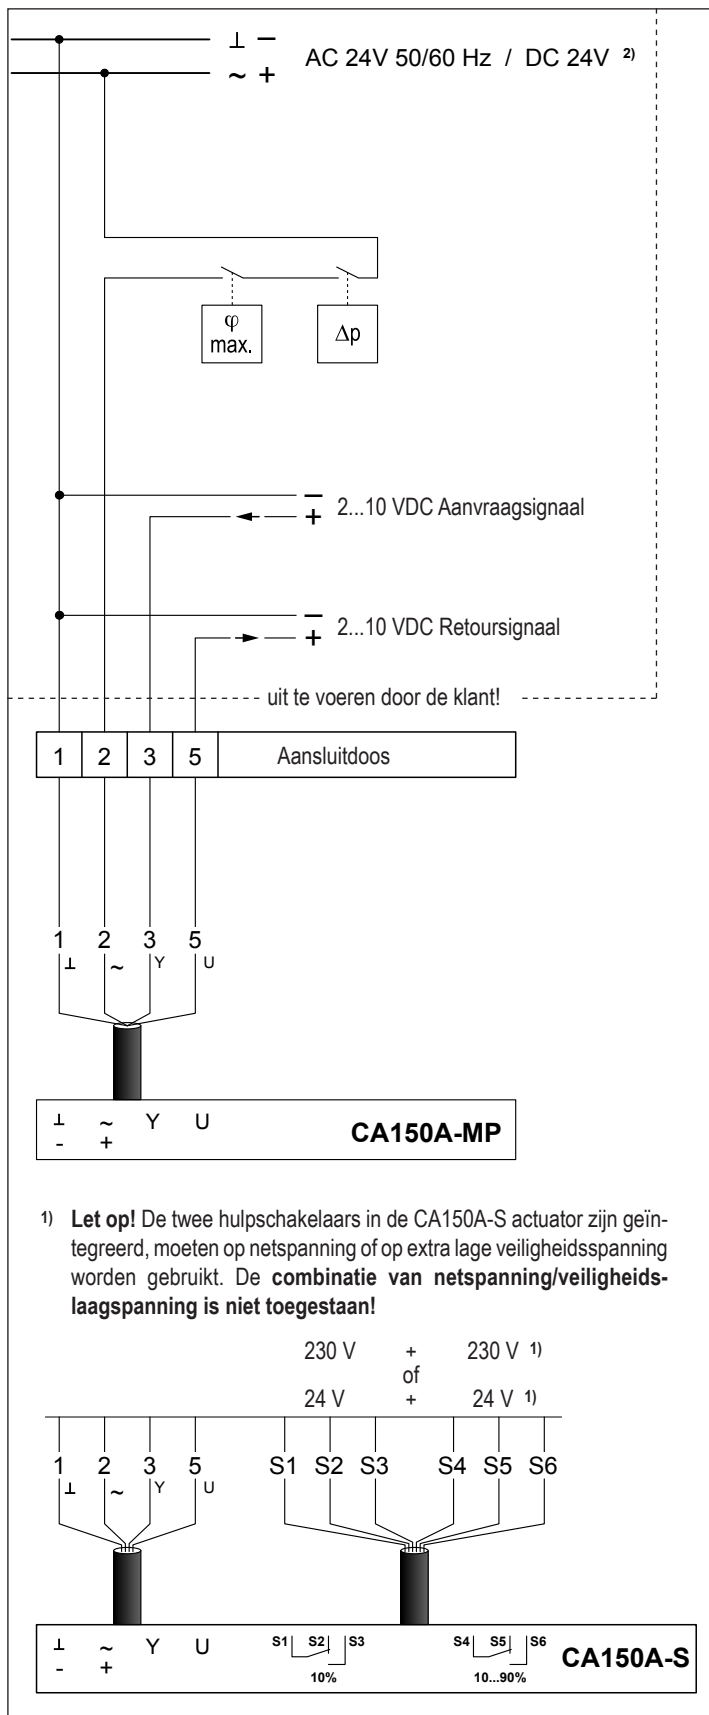 ⊥ −
AC 24V 50/60 Hz / DC 24V 2)
~ +
φ
max.
Δp
−
2...10 VDC Aanvraagsignaal
+
−
2...10 VDC Retoursignaal
+
uit te voeren door de klant!
1 2 3 5 Aansluitdoos
1 2 3 5
⊥ ~ Y U
⊥ ~ Y U
- +
CA150A-MP
1) Let op! De twee hulpschakelaars in de CA150A-S actuator zijn geïn-
tegreerd, moeten op netspanning of op extra lage veiligheidsspanning
worden gebruikt. De combinatie van netspanning/veiligheids-
laagspanning is niet toegestaan!
230 V + 230 V 1)
of
24 V + 24 V 1)
1 2 3 5 S1 S2 S3 S4 S5 S6
⊥ ~ Y U
⊥ ~ Y U S1 S2 S3 S4 S5 S6
- +
CA150A-S
10% 10...90%